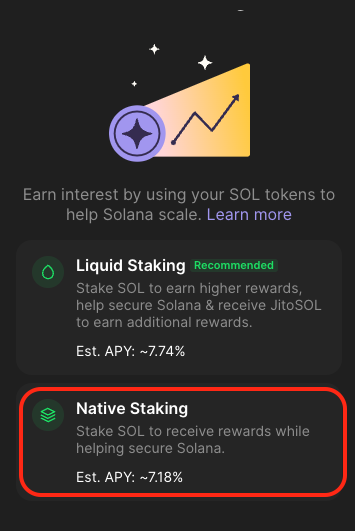 Earn interest by using your SOL tokens to
help Solana scale. Learn more
Liquid Staking Recommended
Stake SOL to earn higher rewards,
help secure Solana & receive JitoSOL
to earn additional rewards.
Est. APY: ~7.74%
Native Staking
Stake SOL to receive rewards while
helping secure Solana.
Est. APY: ~7.18%